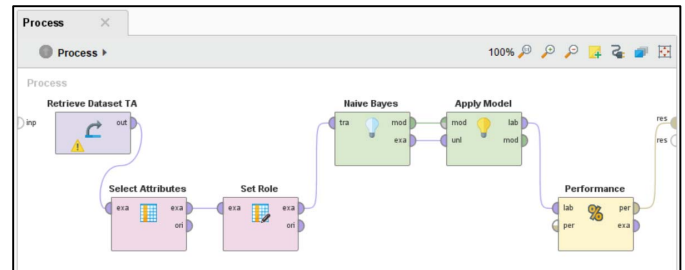 Process
Process
100%
Process
Retrieve Dataset TA
Naive Bayes
Apply Model
inp
out
tra
mod
exa
mod
lab
unl
mod
res
res
Select Attributes
Set Role
Performance
exa
exa
ori
exa
exa
ori
lab
per
per
exa
%